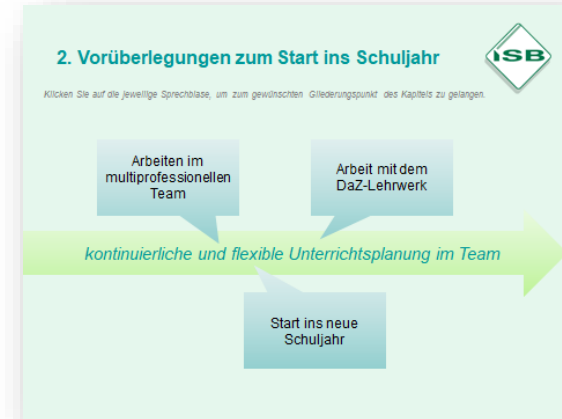 2. Vorüberlegungen zum Start ins Schuljahr
ISB
Klicken Sie auf die jeweilige Sprechblase, um zum gewünschten Gliederungspunkt des Kapitels zu gelangen.
Arbeiten im
multiprofessionellen
Team
Arbeit mit dem
DaZ-Lehrwerk
kontinuierliche und flexible Unterrichtsplanung im Team
Start ins neue
Schuljahr